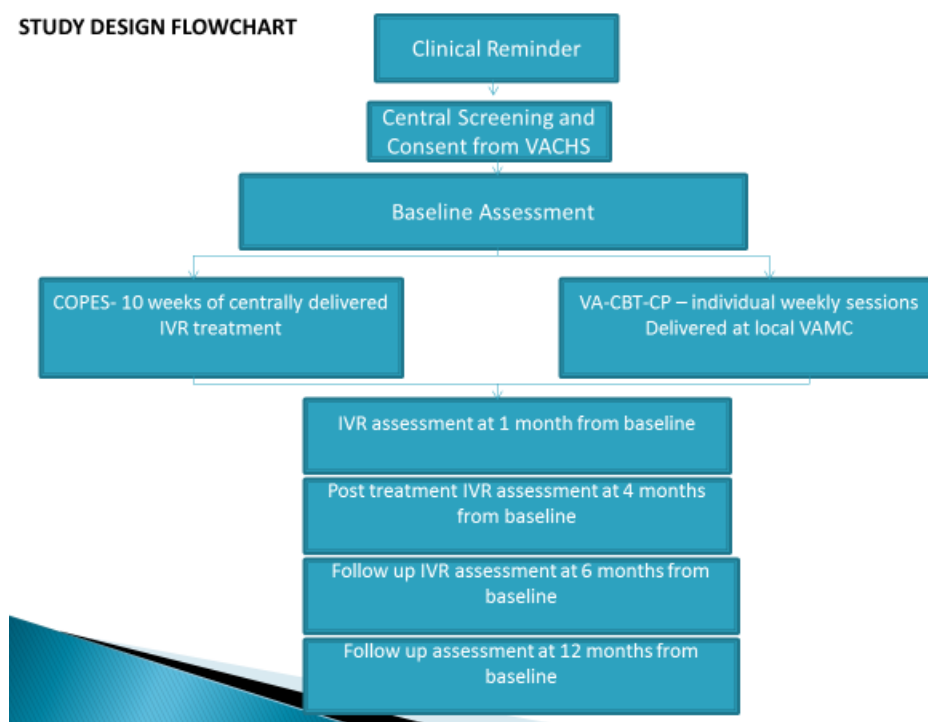 STUDY DESIGN FLOWCHART
Clinical Reminder
Central Screening and
Consent from VACHS
Baseline Assessment
COPES- 10 weeks of centrally delivered
IVR treatment
VA-CBT-CP – individual weekly sessions
Delivered at local VAMC
IVR assessment at 1 month from baseline
Post treatment IVR assessment at 4 months
from baseline
Follow up IVR assessment at 6 months from
baseline
Follow up assessment at 12 months from
baseline